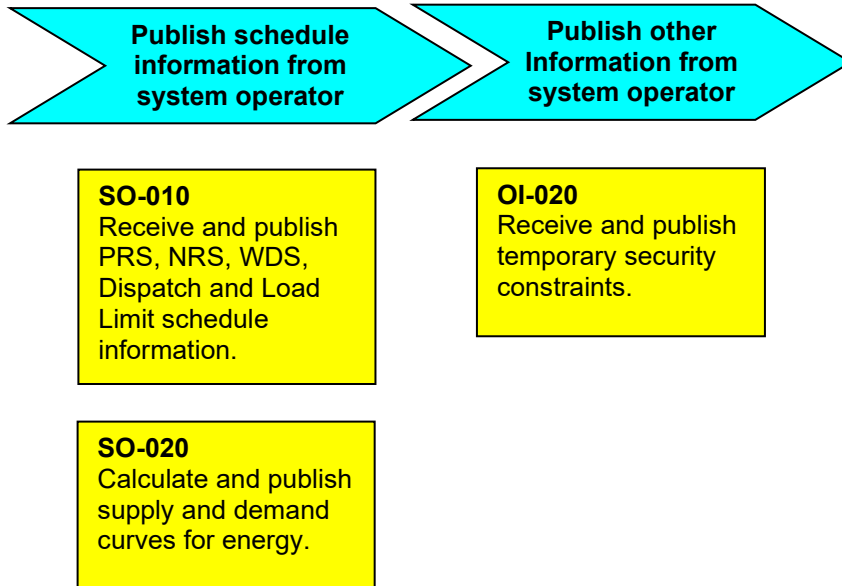 Publish schedule
information from
system operator
Publish other
Information from
system operator
SO-010
Receive and publish
PRS, NRS, WDS,
Dispatch and Load
Limit schedule
information.
OI-020
Receive and publish
temporary security
constraints.
SO-020
Calculate and publish
supply and demand
curves for energy.